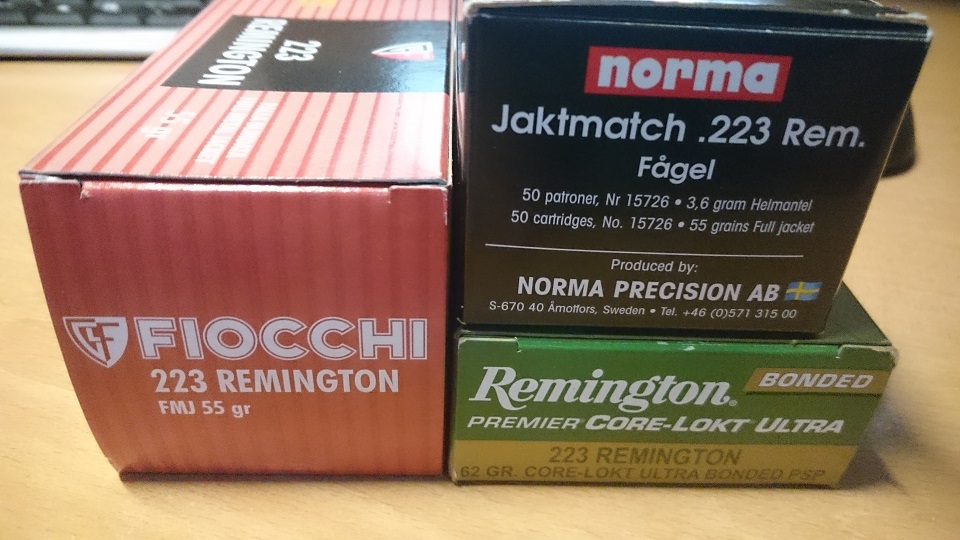 223
REMINGTON
FIOCCHI
223 REMINGTON
FMJ 55 gr
norma
Jaktmatch .223 Rem.
Fågel
50 patroner, Nr 15726 • 3,6 gram Helmantel
50 cartridges, No. 15726 • 55 grains Full jacket
Produced by:
NORMA PRECISION AB
S-670 40 Åmotfors, Sweden • Tel. +46 (0)571 315 00
Remington®
BONDED
PREMIER CORE-LOKT ULTRA
223 REMINGTON
62 GR. CORE-LOKT ULTRA BONDED PSP